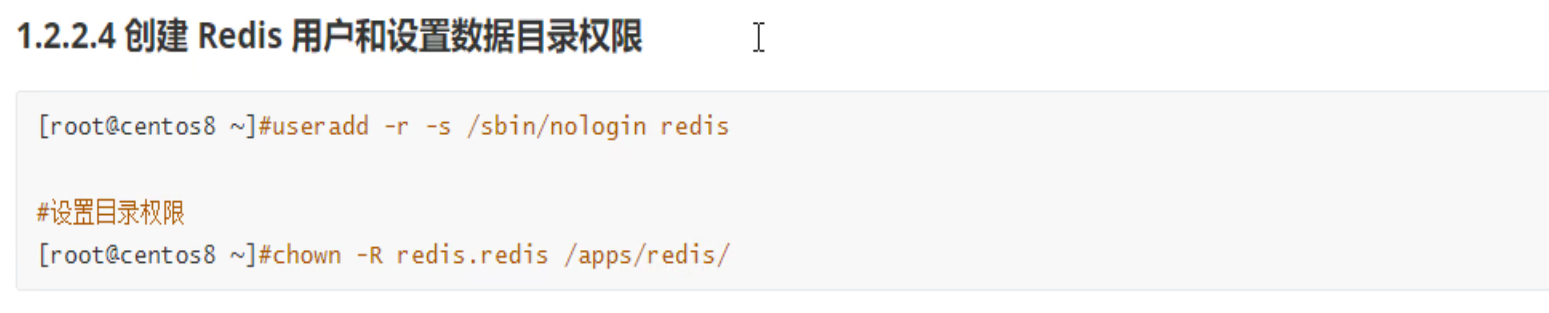 1.2.2.4 创建 Redis 用户和设置数据目录权限
[root@centos8 ~]#useradd -r -s /sbin/nologin redis
#设置目录权限
[root@centos8 ~]#chown -R redis.redis /apps/redis/